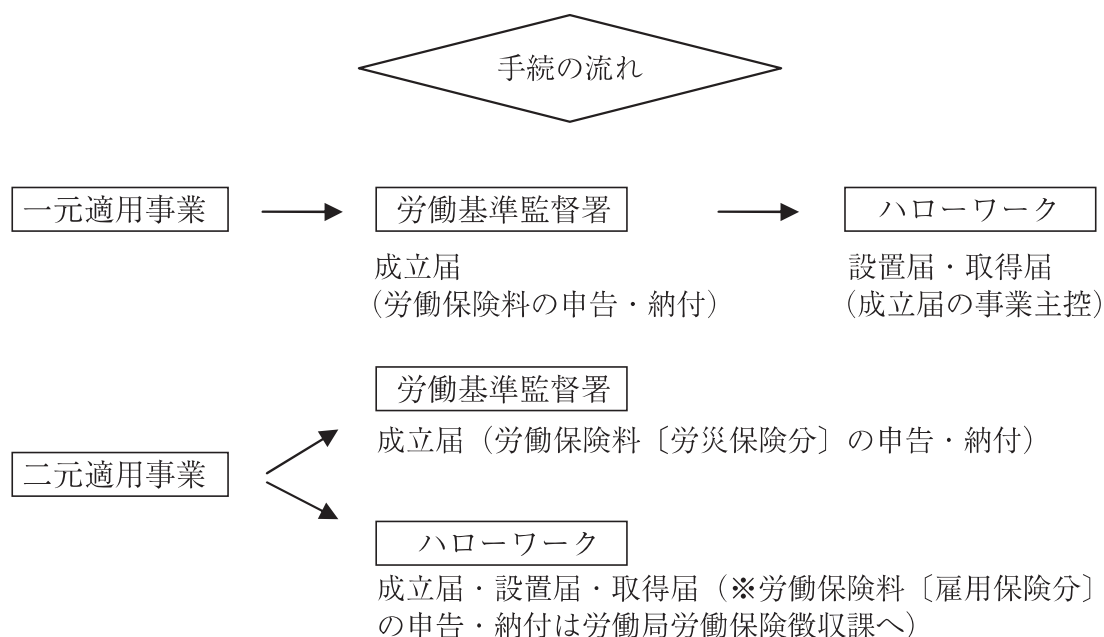 手続の流れ
一元適用事業
労働基準監督署
ハローワーク
成立届
(労働保険料の申告・納付)
設置届・取得届
(成立届の事業主控)
労働基準監督署
成立届(労働保険料〔労災保険分〕の申告・納付)
二元適用事業
ハローワーク
成立届・設置届・取得届(※労働保険料〔雇用保険分〕
の申告・納付は労働局労働保険徴収課へ)